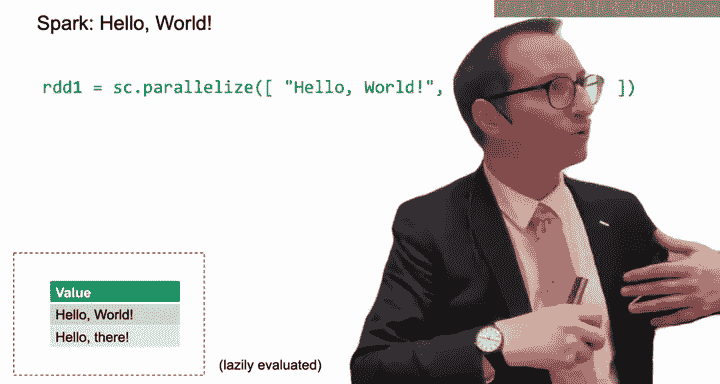 Spark: Hello, World!
rdd1 = sc.parallelize([ "Hello, World!", ])
Value
Hello, World!
Hello, there!
(lazily evaluated)